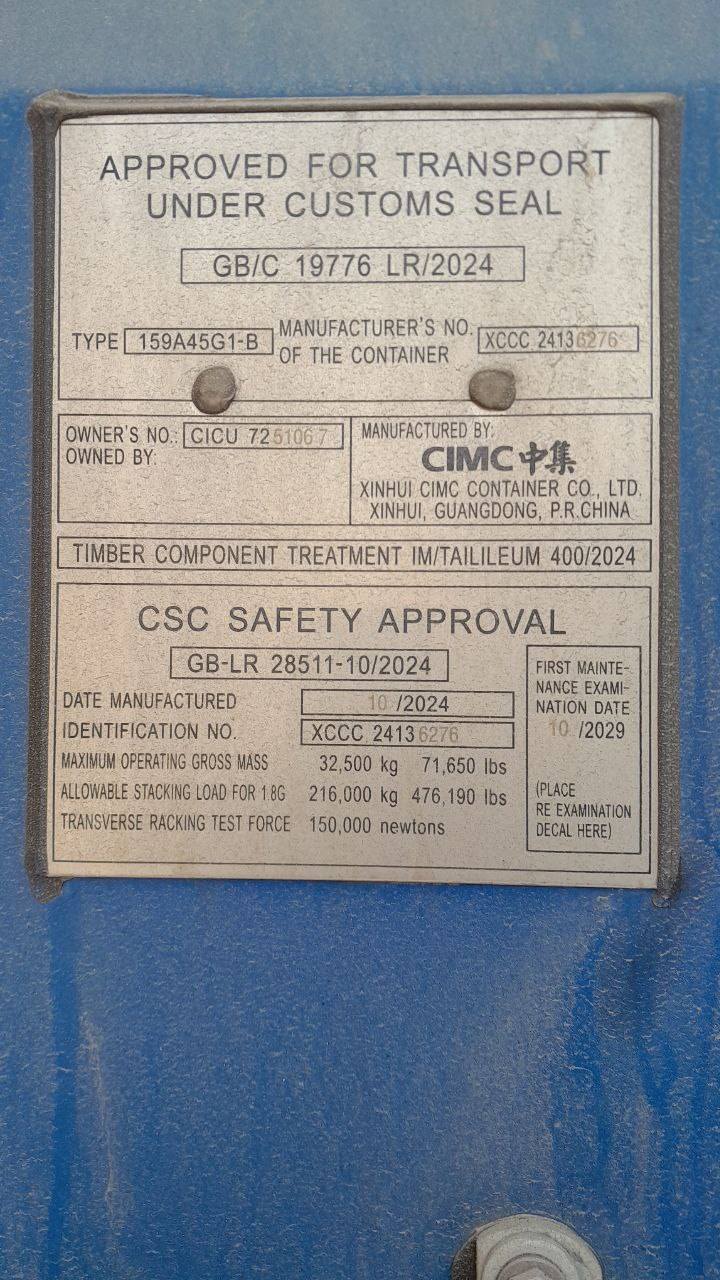 APPROVED FOR TRANSPORT
UNDER CUSTOMS SEAL
GB/C 19776 LR/2024
TYPE 159A45G1-B
MANUFACTURER'S NO. OF THE CONTAINER XCCC 24136276
OWNER'S NO.: CICU 7251067
OWNED BY:
MANUFACTURED BY:
CIMC中集
XINHUI CIMC CONTAINER CO., LTD.
XINHUI, GUANGDONG, P.R.CHINA
TIMBER COMPONENT TREATMENT IM/TAILILEUM 400/2024
CSC SAFETY APPROVAL
GB-LR 28511-10/2024
DATE MANUFACTURED 10 /2024
IDENTIFICATION NO. XCCC 24136276
MAXIMUM OPERATING GROSS MASS 32,500 kg 71,650 lbs
ALLOWABLE STACKING LOAD FOR 1.8G 216,000 kg 476,190 lbs
TRANSVERSE RACKING TEST FORCE 150,000 newtons
FIRST MAINTE-
NANCE EXAMI-
NATION DATE
10 /2029
(PLACE
RE EXAMINATION
DECAL HERE)